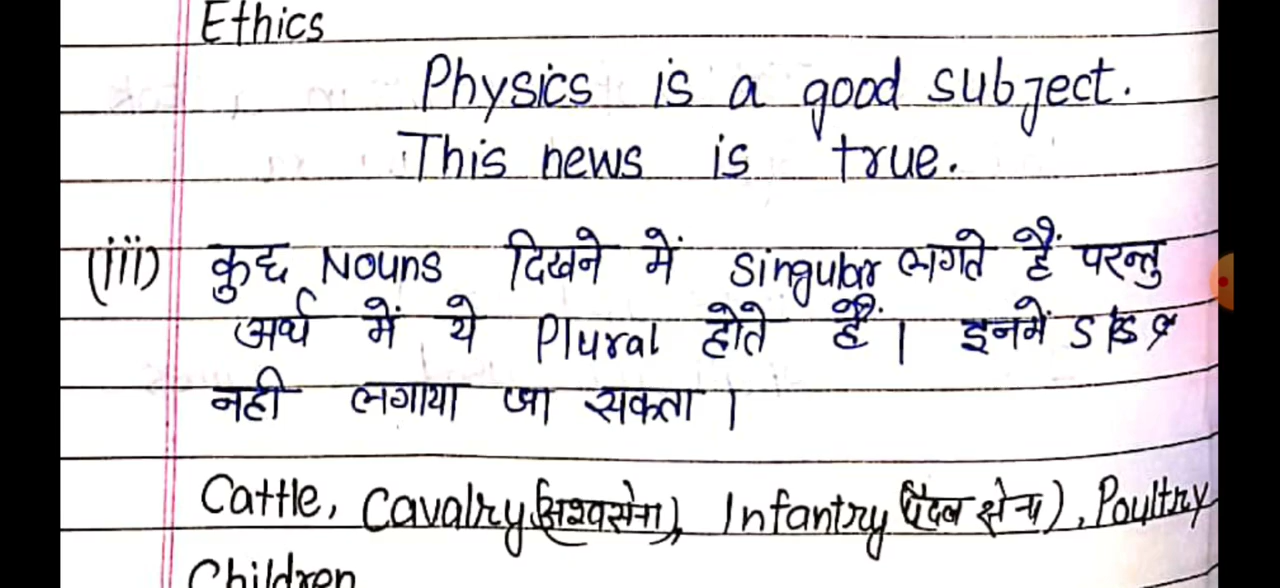 Ethics
Physics is a good subject.
This news is true.
(iii) कुछ Nouns दिखने में singular लगते हैं परन्तु
अर्थ में ये Plural होते हैं। इनमें s
नही लगाया जा सकता।
Cattle, Cavalry (अश्वसेना), Infantry (पैदल सेना), Poultry
Children